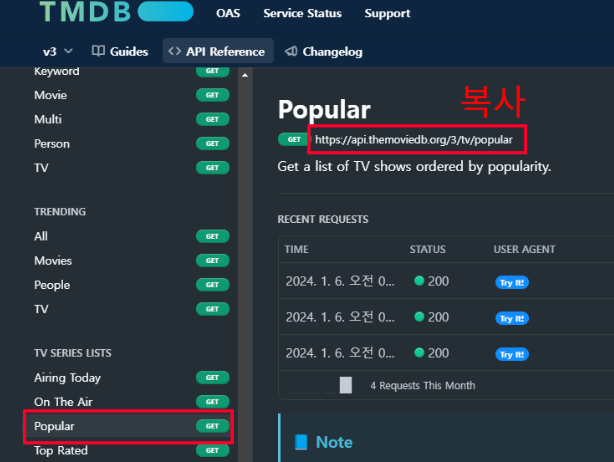 TMDB
OAS
Service Status
Support
v3
Guides
<> API Reference
Changelog
Keyword GET
Movie GET
Multi GET
Person GET
TV GET
TRENDING
All GET
Movies GET
People GET
TV GET
TV SERIES LISTS
Airing Today GET
On The Air GET
Popular GET
Top Rated GET
Popular
복사
GET https://api.themoviedb.org/3/tv/popular
Get a list of TV shows ordered by popularity.
RECENT REQUESTS
TIME STATUS USER AGENT
2024. 1. 6. 오전 0... 200 Try It!
2024. 1. 6. 오전 0... 200 Try It!
2024. 1. 6. 오전 0... 200 Try It!
4 Requests This Month
Note